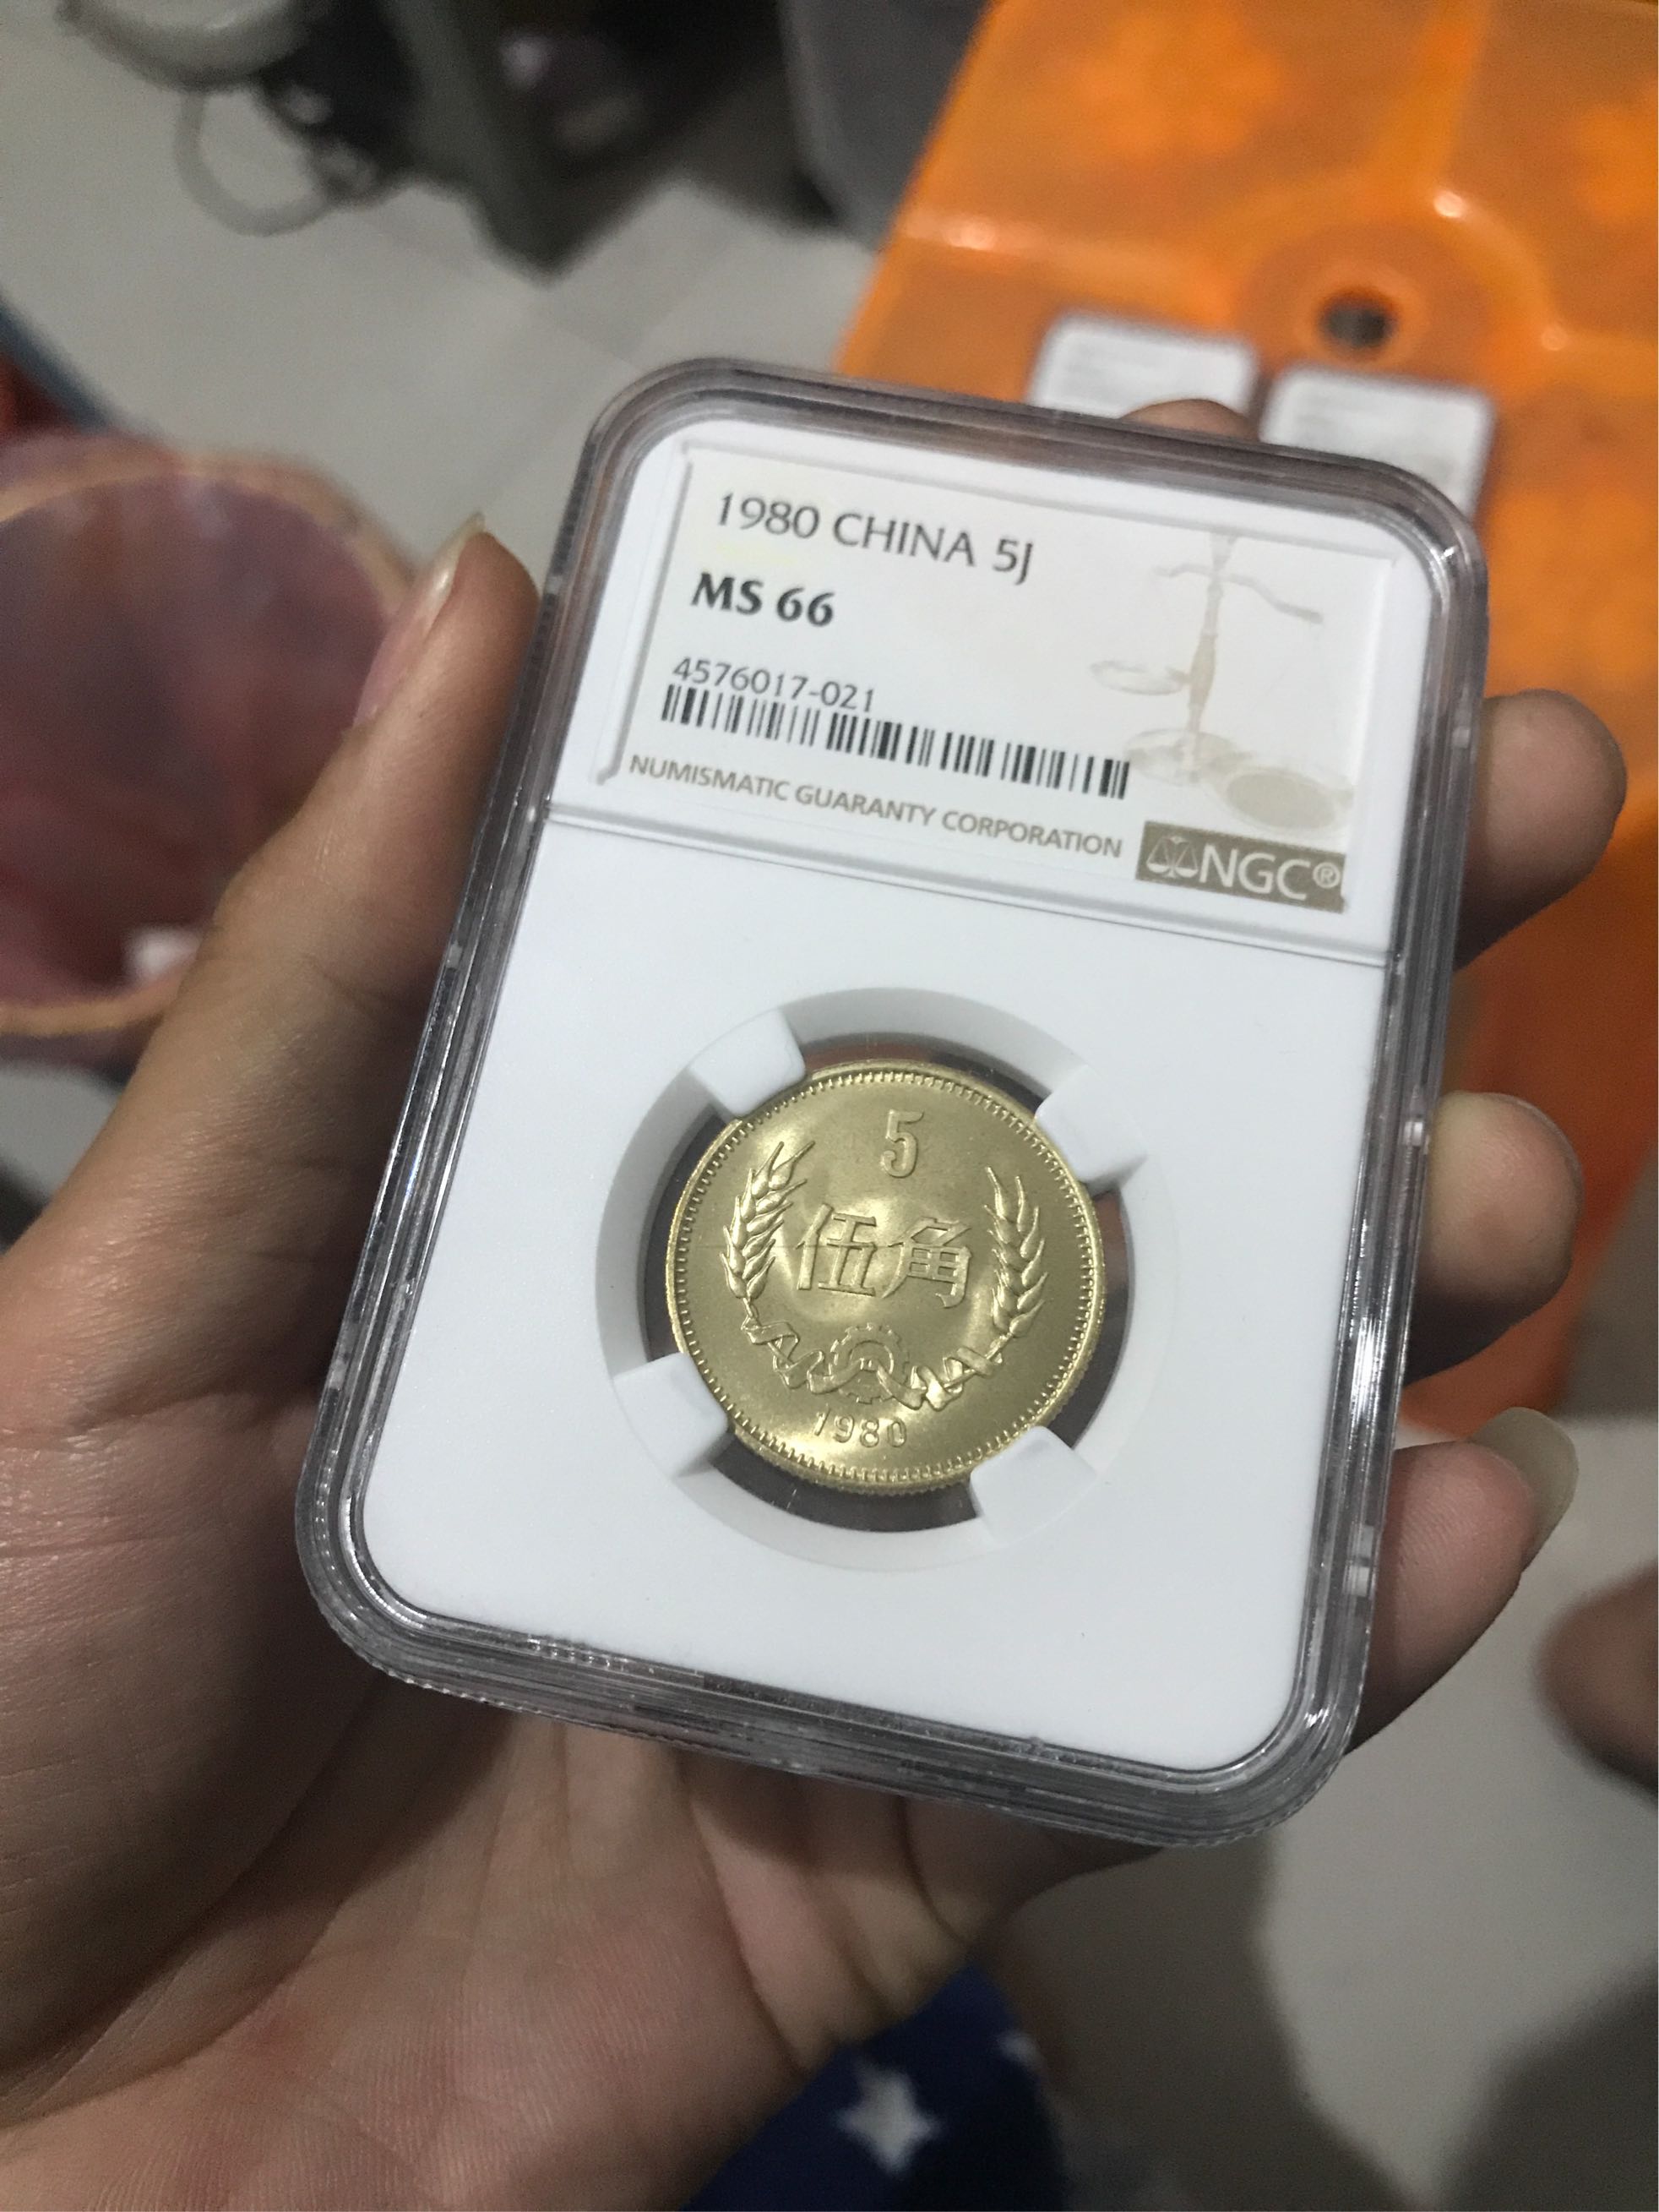 1980 CHINA 5J
MS 66
4576017-021
NUMISMATIC GUARANTY CORPORATION
NGC®
5
伍角
1980